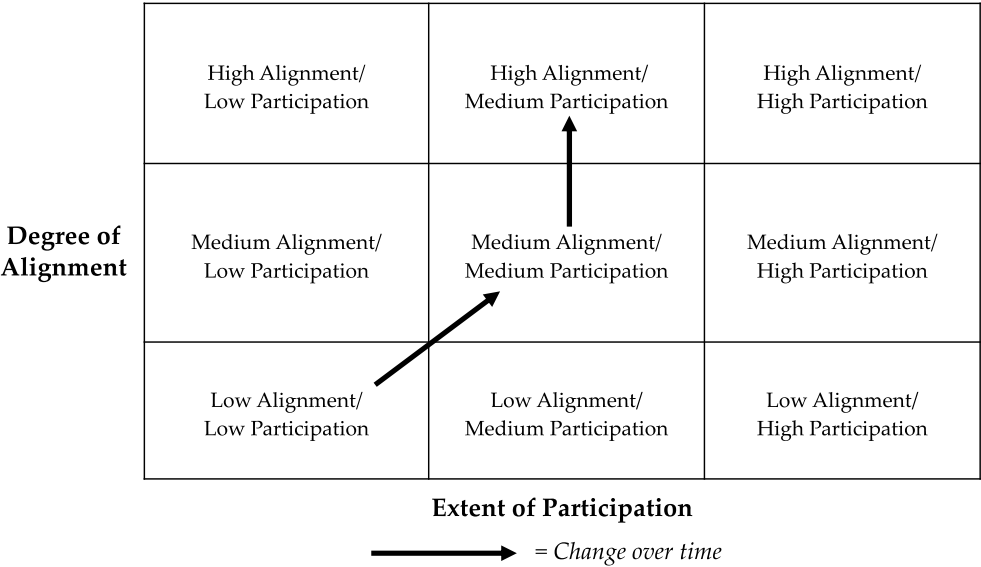 High Alignment/
Low Participation
High Alignment/
Medium Participation
High Alignment/
High Participation
Degree of
Alignment
Medium Alignment/
Low Participation
Medium Alignment/
Medium Participation
Medium Alignment/
High Participation
Low Alignment/
Low Participation
Low Alignment/
Medium Participation
Low Alignment/
High Participation
Extent of Participation
= Change over time